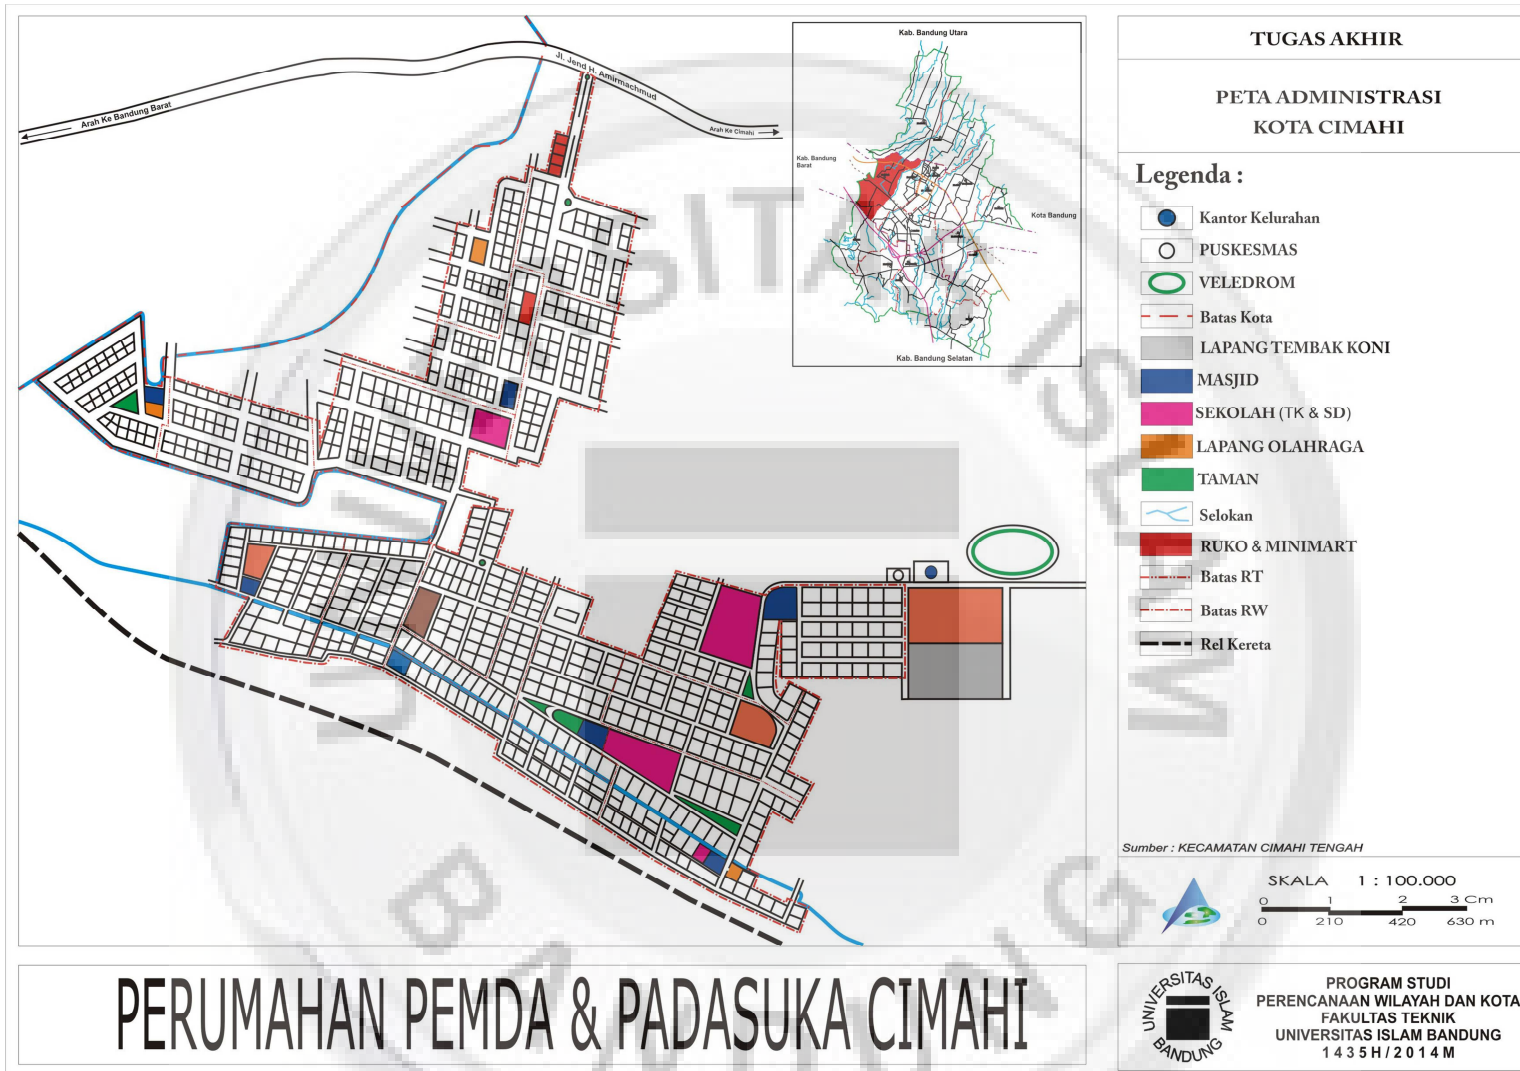 Kab. Bandung Utara
Jl. Jend H. Amirmachmud
Arah Ke Bandung Barat
Arah Ke Cimahi
Kab. Bandung
Barat
Kota Bandung
Kab. Bandung Selatan
TUGAS AKHIR
PETA ADMINISTRASI
KOTA CIMAHI
Legenda :
Kantor Kelurahan
PUSKESMAS
VELEDROM
Batas Kota
LAPANG TEMBAK KONI
MASJID
SEKOLAH (TK & SD)
LAPANG OLAHRAGA
TAMAN
Selokan
RUKO & MINIMART
Batas RT
Batas RW
Rel Kereta
Sumber : KECAMATAN CIMAHI TENGAH
SKALA 1 : 100.000
0 1 2 3 Cm
0 210 420 630 m
PERUMAHAN PEMDA & PADASUKA CIMAHI
UNIVERSITAS ISLAM
BANDUNG
PROGRAM STUDI
PERENCANAAN WILAYAH DAN KOTA
FAKULTAS TEKNIK
UNIVERSITAS ISLAM BANDUNG
1435H/2014M